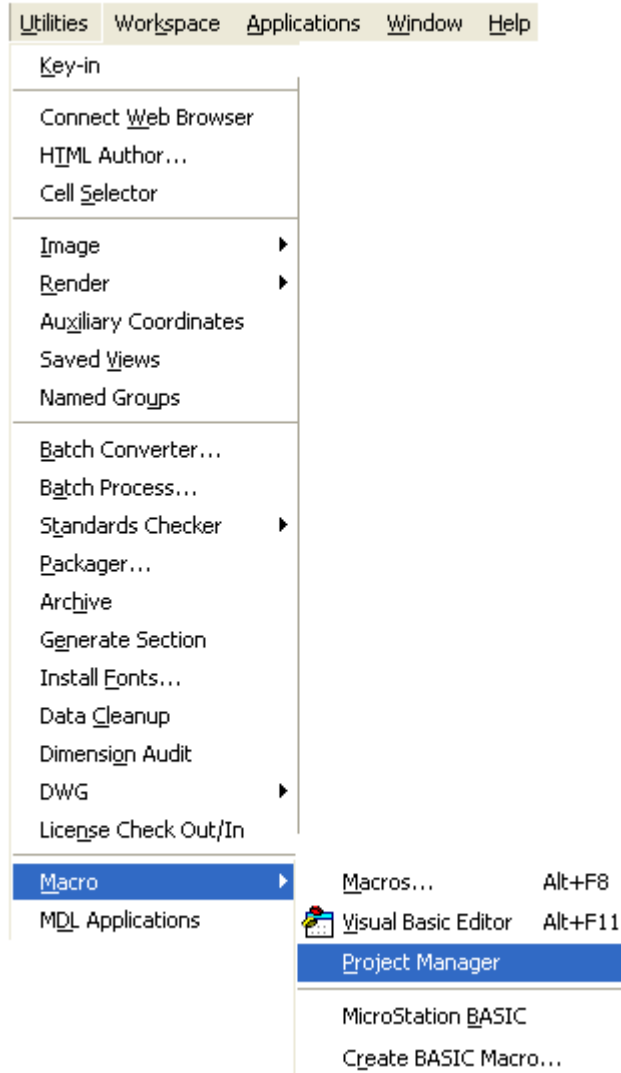 Utilities Workspace Applications Window Help
Key-in
Connect Web Browser
HTML Author...
Cell Selector
Image
Render
Auxiliary Coordinates
Saved Views
Named Groups
Batch Converter...
Batch Process...
Standards Checker
Packager...
Archive
Generate Section
Install Fonts...
Data Cleanup
Dimension Audit
DWG
License Check Out/In
Macro
MDL Applications
Macros... Alt+F8
Visual Basic Editor Alt+F11
Project Manager
MicroStation BASIC
Create BASIC Macro...